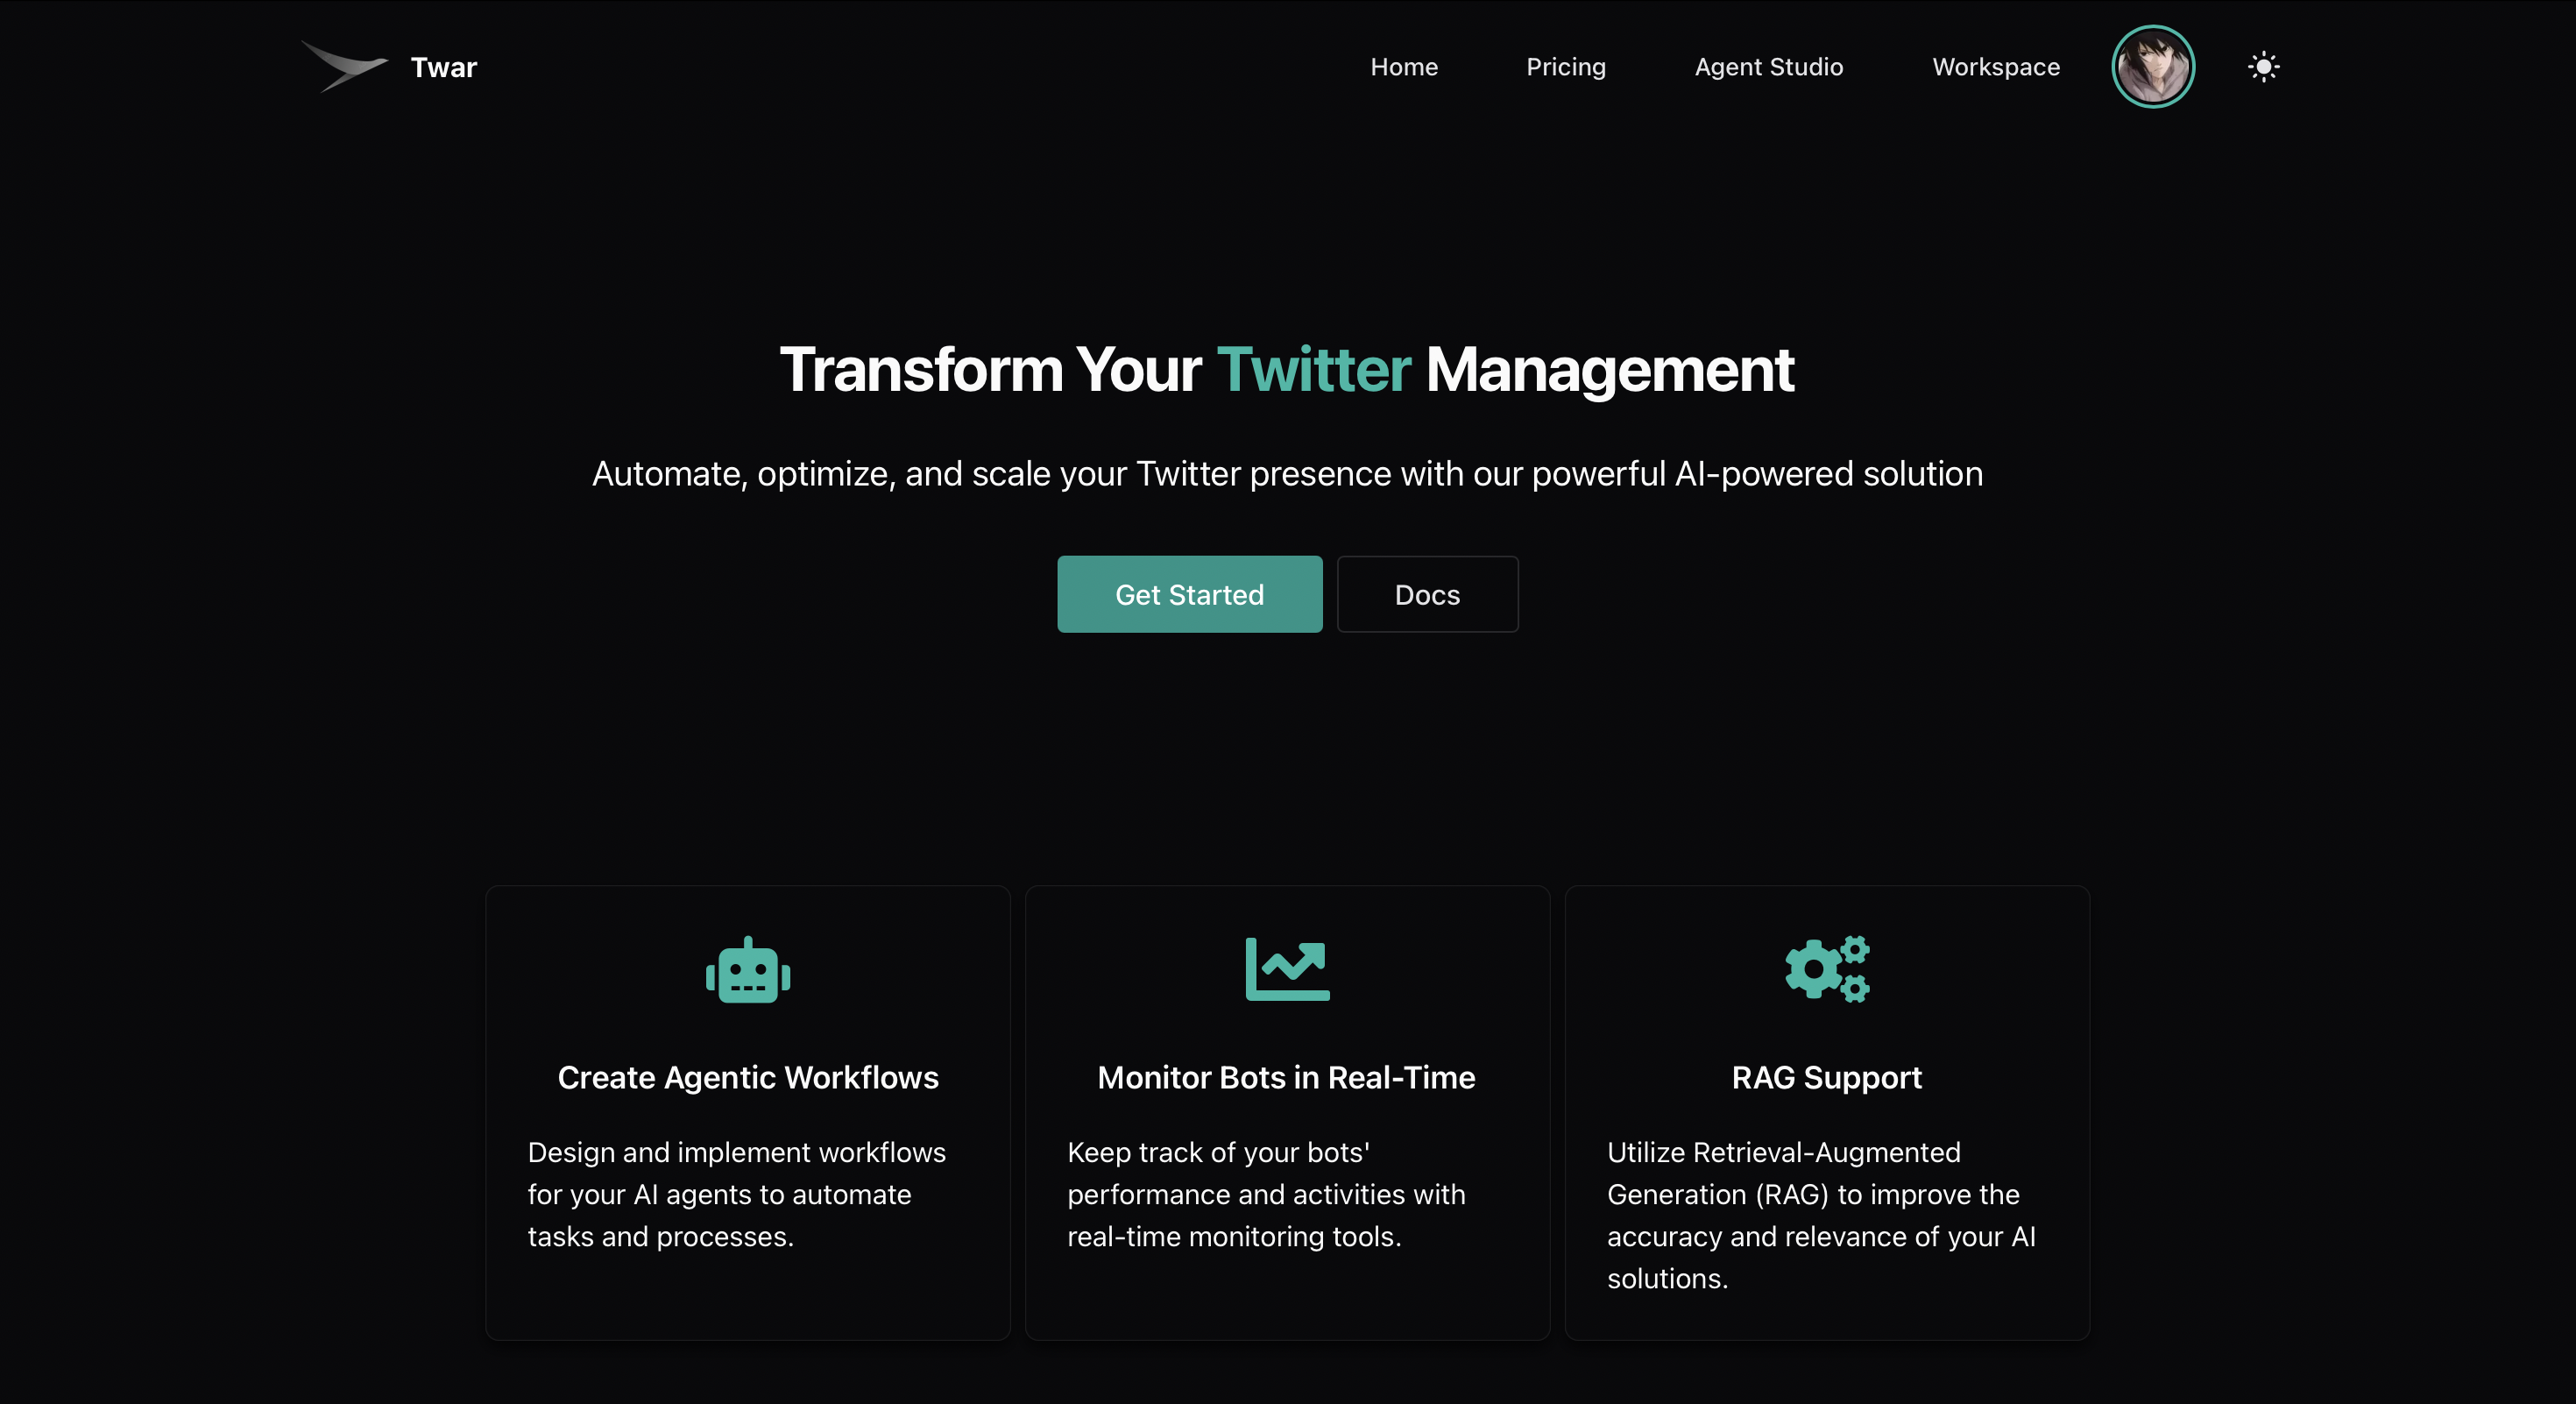 Twar
Home
Pricing
Agent Studio
Workspace
Transform Your Twitter Management
Automate, optimize, and scale your Twitter presence with our powerful AI-powered solution
Get Started
Docs
Create Agentic Workflows
Design and implement workflows
for your AI agents to automate
tasks and processes.
Monitor Bots in Real-Time
Keep track of your bots'
performance and activities with
real-time monitoring tools.
RAG Support
Utilize Retrieval-Augmented
Generation (RAG) to improve the
accuracy and relevance of your AI
solutions.